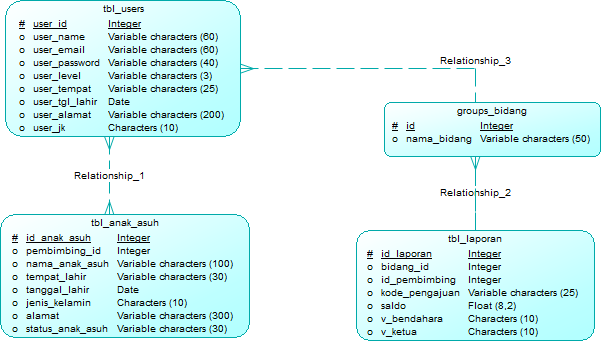 tbl_users
# user_id Integer
o user_name Variable characters (60)
o user_email Variable characters (60)
o user_password Variable characters (40)
o user_level Variable characters (3)
o user_tempat Variable characters (25)
o user_tgl_lahir Date
o user_alamat Variable characters (200)
o user_jk Characters (10)
Relationship_3
groups_bidang
# id Integer
o nama_bidang Variable characters (50)
Relationship_1
Relationship_2
tbl_anak_asuh
# id_anak_asuh Integer
o pembimbing_id Integer
o nama_anak_asuh Variable characters (100)
o tempat_lahir Variable characters (30)
o tanggal_lahir Date
o jenis_kelamin Characters (10)
o alamat Variable characters (300)
o status_anak_asuh Variable characters (30)
tbl_laporan
# id_laporan Integer
o bidang_id Integer
o id_pembimbing Integer
o kode_pengajuan Variable characters (25)
o saldo Float (8,2)
o v_bendahara Characters (10)
o v_ketua Characters (10)